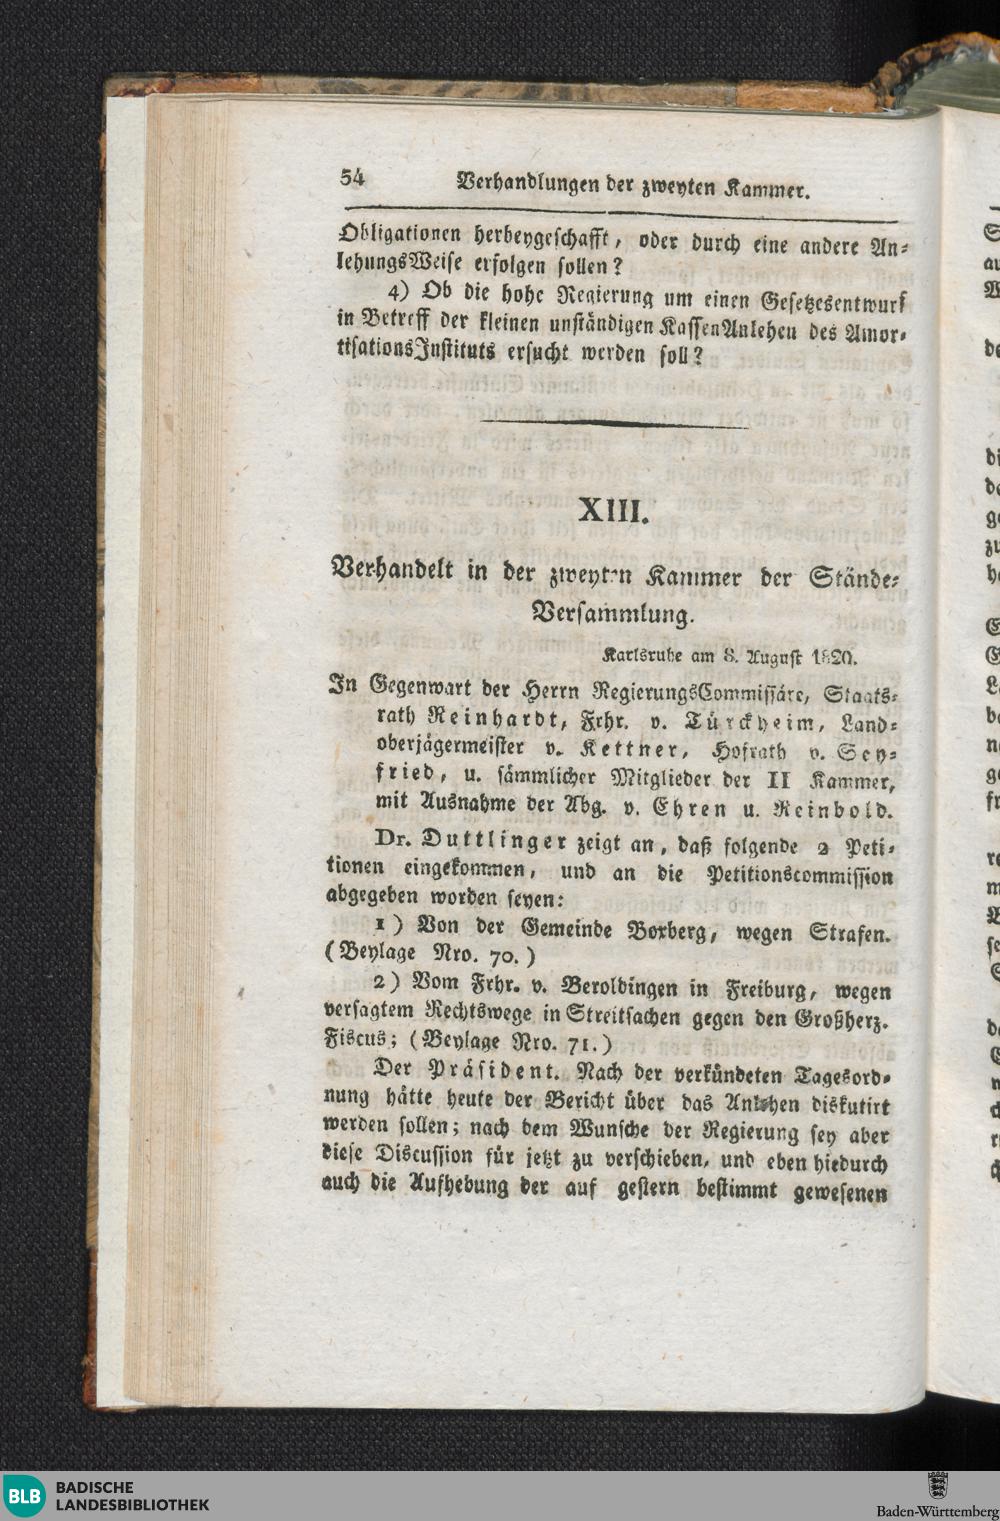 54 Verhandlungen der zweyten Kammer.
Obligationen herbeygeschafft, oder durch eine andere An-
lehungsWeise erfolgen sollen?
4) Ob die hohe Regierung um einen Gesetzesentwurf
in Betreff der kleinen unständigen KassenAnlehen des Amor-
tisationsInstituts ersucht werden soll?
XIII.
Verhandelt in der zweyten Kammer der Stände-
Versammlung.
Karlsruhe am 8. August 1820.
In Gegenwart der Herrn RegierungsCommissäre, Staats-
rath Reinhardt, Frhr. v. Türckheim, Land-
oberjägermeister v. Kettner, Hofrath v. Sey-
fried, u. sämmlicher Mitglieder der II Kammer,
mit Ausnahme der Abg. v. Ehren u. Reinbold.
Dr. Duttlinger zeigt an, daß folgende 2 Peti-
tionen eingekommen, und an die Petitionscommission
abgegeben worden seyen:
1) Von der Gemeinde Boxberg, wegen Strafen.
(Beylage Nro. 70.)
2) Vom Frhr. v. Beroldingen in Freiburg, wegen
versagtem Rechtswege in Streitsachen gegen den Großherz.
Fiscus; (Beylage Nro. 71.)
Der Präsident. Nach der verkündeten Tagesord-
nung hätte heute der Bericht über das Anlehen diskutirt
werden sollen; nach dem Wunsche der Regierung sey aber
diese Discussion für jetzt zu verschieben, und eben hiedurch
auch die Aufhebung der auf gestern bestimmt gewesenen
BLB BADISCHE
LANDESBIBLIOTHEK
Baden-Württemberg